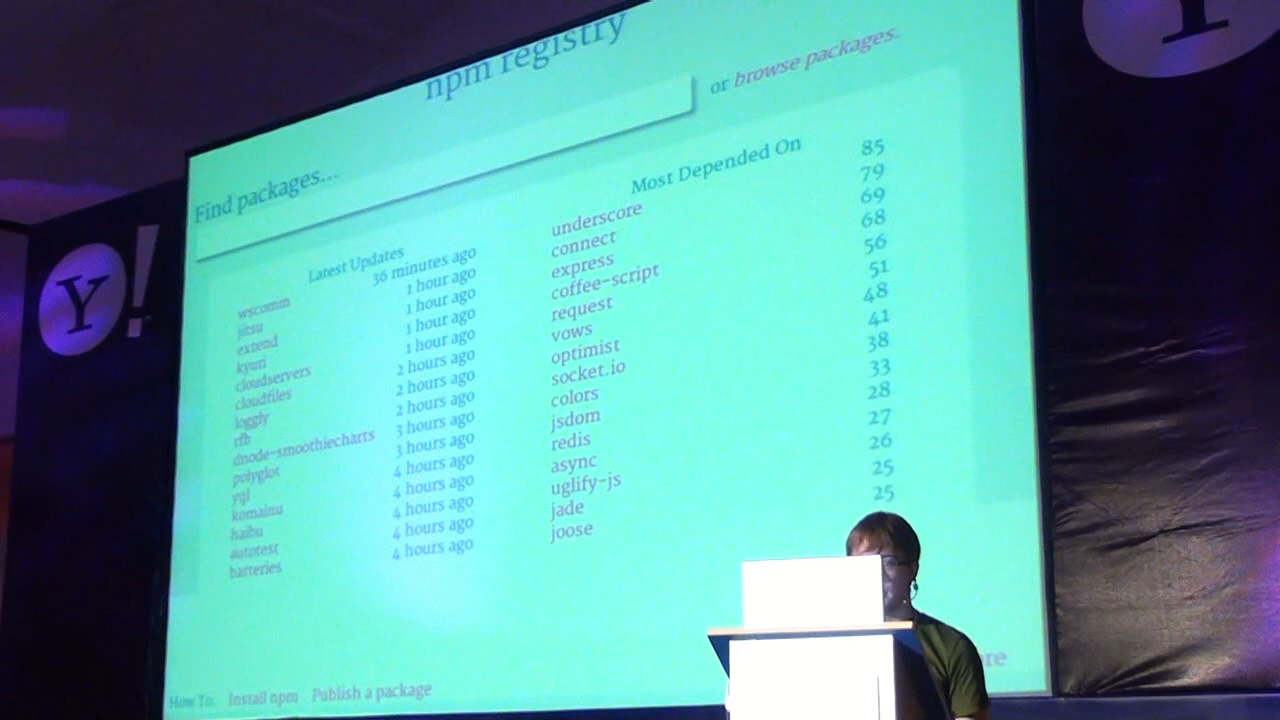 npm registry
Find packages...
or browse packages.
Latest Updates
wscomm 36 minutes ago
jitsu 1 hour ago
extend 1 hour ago
kyuri 1 hour ago
cloudservers 1 hour ago
cloudfiles 2 hours ago
loggly 2 hours ago
rfb 2 hours ago
dnode-smoothiecharts 3 hours ago
polyglot 3 hours ago
yql 4 hours ago
komainu 4 hours ago
haibu 4 hours ago
autotest 4 hours ago
batteries 4 hours ago
Most Depended On
underscore 85
connect 79
express 69
coffee-script 68
request 56
vows 51
optimist 48
socket.io 41
colors 38
jsdom 33
redis 28
async 27
uglify-js 26
jade 25
joose 25
How To: Install npm Publish a package
Y!
Y